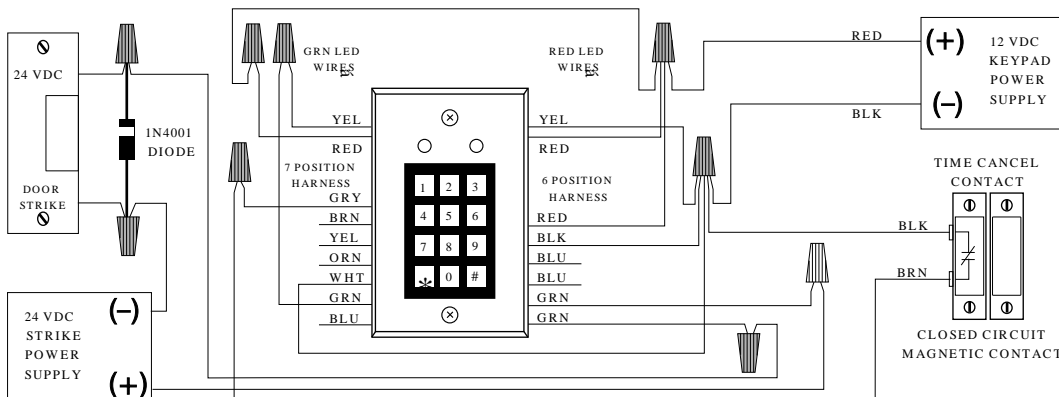 24 VDC
DOOR
STRIKE
1N4001
DIODE
24 VDC
STRIKE
POWER
SUPPLY
(-)
(+)
GRN LED
WIRES
RED LED
WIRES
YEL
RED
7 POSITION
HARNESS
GRY
BRN
YEL
ORN
WHT
GRN
BLU
1 2 3
4 5 6
7 8 9
* 0 #
YEL
RED
6 POSITION
HARNESS
RED
BLK
BLU
BLU
GRN
GRN
RED
BLK
(+)
(-)
12 VDC
KEYPAD
POWER
SUPPLY
TIME CANCEL
CONTACT
BLK
BRN
CLOSED CIRCUIT
MAGNETIC CONTACT